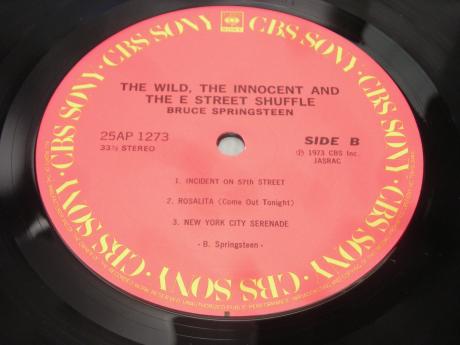 CBS SONY · CBS SONY · CBS SONY · CBS SONY · CBS SONY · CBS SONY · CBS SONY
THE WILD, THE INNOCENT AND
THE E STREET SHUFFLE
BRUCE SPRINGSTEEN
25AP 1273
33⅓ STEREO
SIDE B
Ⓟ 1973 CBS Inc.
JASRAC
1. INCIDENT ON 57th STREET
2. ROSALITA (Come Out Tonight)
3. NEW YORK CITY SERENADE
- B. Springsteen -